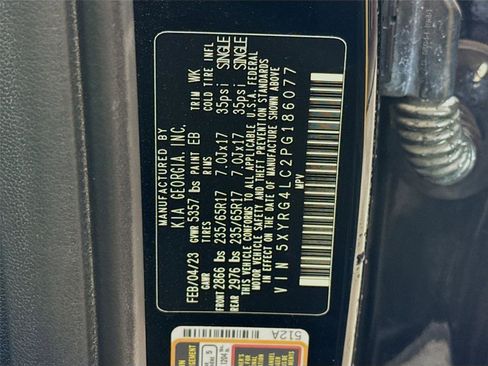 MANUFACTURED BY
KIA GEORGIA, INC.
FEB/04/23 GVWR 5357 lbs PAINT EB TRIM WK
GAWR TIRES RIMS COLD TIRE INFL
FRONT 2866 lbs 235/65R17 7.0Jx17 35psi SINGLE
REAR 2976 lbs 235/65R17 7.0Jx17 35psi SINGLE
THIS VEHICLE CONFORMS TO ALL APPLICABLE U.S.A. FEDERAL
MOTOR VEHICLE SAFETY AND THEFT PREVENTION STANDARDS
IN EFFECT ON THE DATE OF MANUFACTURE SHOWN ABOVE
VIN 5XYRG4LC2PG186077
MPV
512A